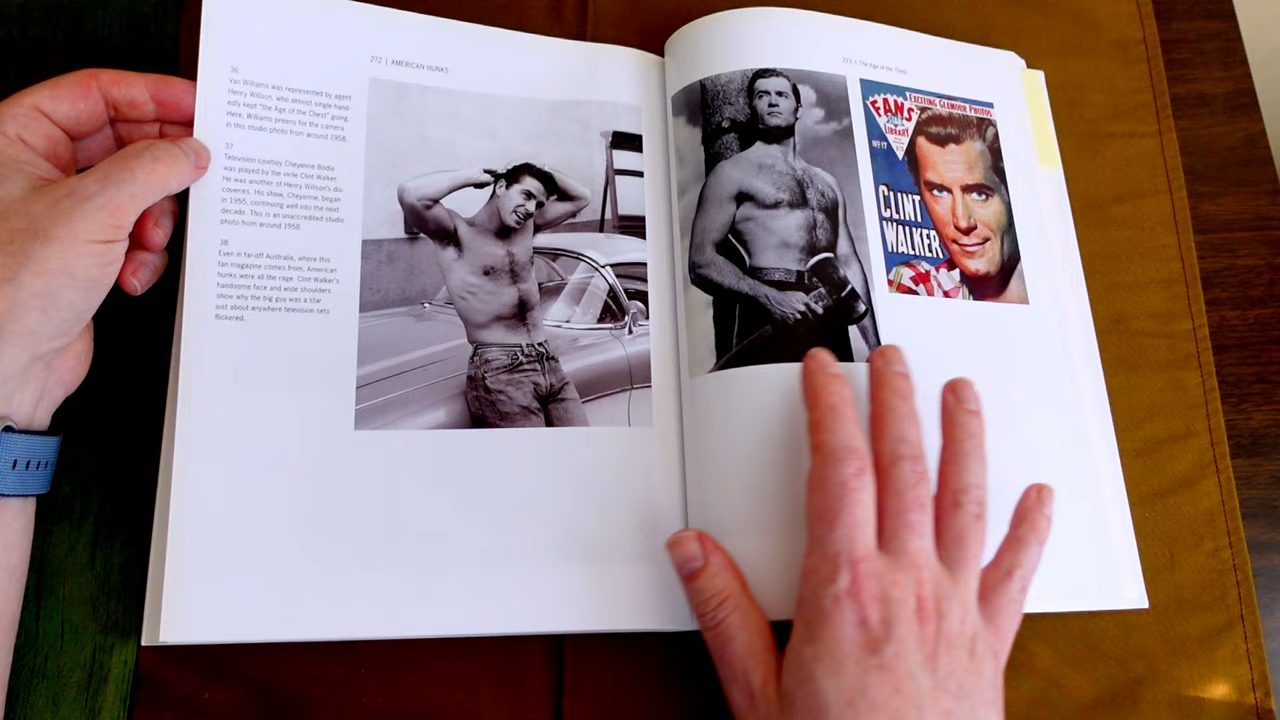 272 | AMERICAN HUNKS
36.
Van Williams was represented by agent
Henry Willson, who almost single-hand-
edly kept "the Age of the Chest" going.
Here, Williams preens for the camera
in this studio photo from around 1958.
37.
Television cowboy Cheyenne Bodie
was played by the virile Clint Walker.
He was another of Henry Willson's dis-
coveries. His show, Cheyenne, began
in 1955, continuing well into the next
decade. This is an unaccredited studio
photo from around 1958.
38.
Even in far-off Australia, where this
fan magazine comes from, American
hunks were all the rage. Clint Walker's
handsome face and wide shoulders
show why the big guy was a star
just about anywhere television sets
flickered.
273 | The Age of the Chest
EXCITING GLAMOUR PHOTOS
FANS'
STAR
LIBRARY
No 17
CLINT
WALKER